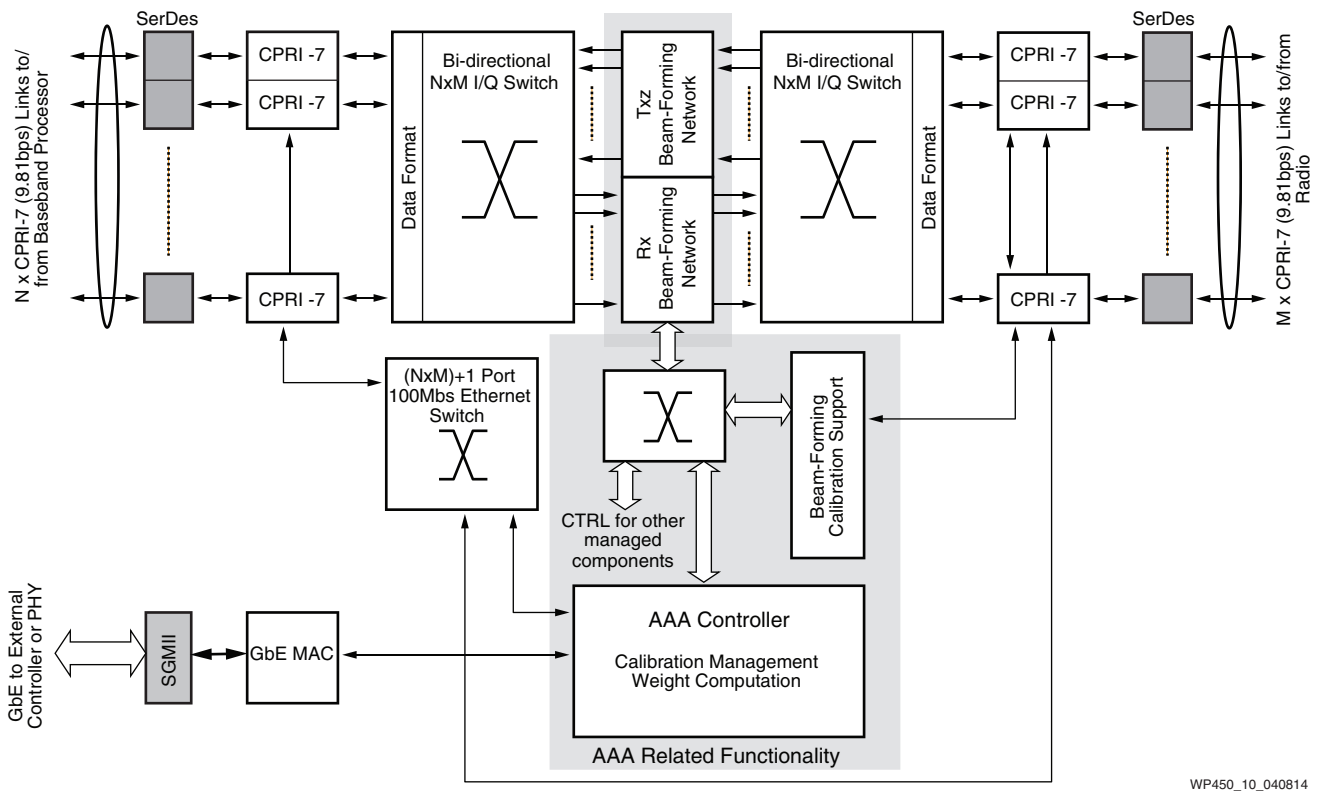 SerDes
SerDes
N x CPRI-7 (9.81bps) Links to/
from Baseband Processor
CPRI -7
CPRI -7
CPRI -7
Data Format
Bi-directional
NxM I/Q Switch
Txz
Beam-Forming
Network
Rx
Beam-Forming
Network
Bi-directional
NxM I/Q Switch
Data Format
CPRI -7
CPRI -7
CPRI -7
M x CPRI-7 (9.81bps) Links to/from
Radio
(NxM)+1 Port
100Mbs Ethernet
Switch
Beam-Forming
Calibration Support
CTRL for other
managed
components
GbE to External
Controller or PHY
SGMII
GbE MAC
AAA Controller
Calibration Management
Weight Computation
AAA Related Functionality
WP450_10_040814